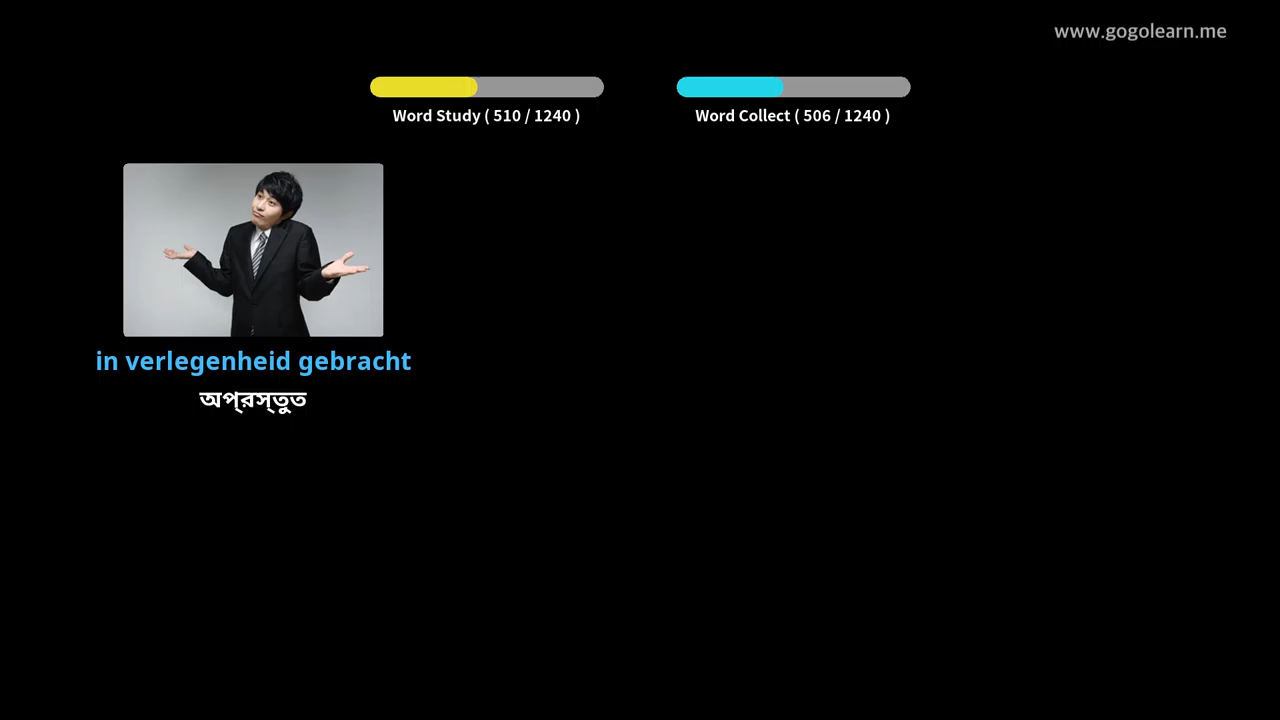 www.gogolearn.me
Word Study ( 510 / 1240 )
Word Collect ( 506 / 1240 )
in verlegenheid gebracht
অপ্রস্তুত